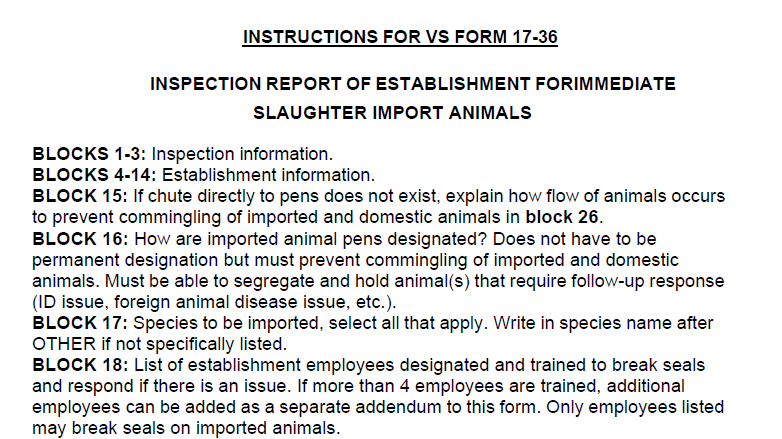 INSTRUCTIONS FOR VS FORM 17-36
INSPECTION REPORT OF ESTABLISHMENT FORIMMEDIATE
SLAUGHTER IMPORT ANIMALS
BLOCKS 1-3: Inspection information.
BLOCKS 4-14: Establishment information.
BLOCK 15: If chute directly to pens does not exist, explain how flow of animals occurs
to prevent commingling of imported and domestic animals in block 26.
BLOCK 16: How are imported animal pens designated? Does not have to be
permanent designation but must prevent commingling of imported and domestic
animals. Must be able to segregate and hold animal(s) that require follow-up response
(ID issue, foreign animal disease issue, etc.).
BLOCK 17: Species to be imported, select all that apply. Write in species name after
OTHER if not specifically listed.
BLOCK 18: List of establishment employees designated and trained to break seals
and respond if there is an issue. If more than 4 employees are trained, additional
employees can be added as a separate addendum to this form. Only employees listed
may break seals on imported animals.